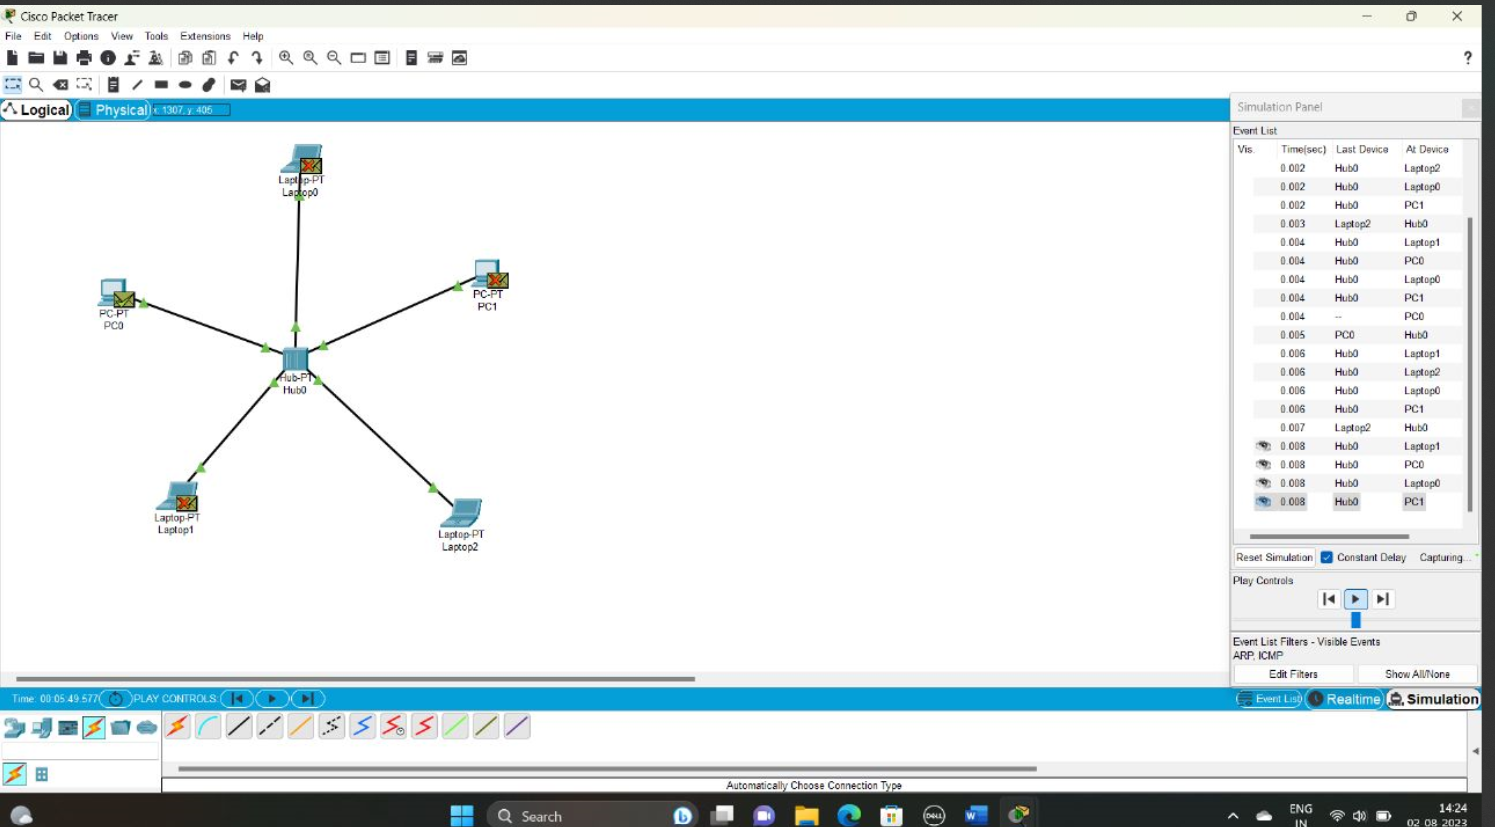 Cisco Packet Tracer
File Edit Options View Tools Extensions Help
?
Logical Physical x: 1307, y: 405
Simulation Panel
Event List
Vis. Time(sec) Last Device At Device
0.002 Hub0 Laptop2
0.002 Hub0 Laptop0
0.002 Hub0 PC1
0.003 Laptop2 Hub0
0.004 Hub0 Laptop1
0.004 Hub0 PC0
0.004 Hub0 Laptop0
0.004 Hub0 PC1
0.004 -- PC0
0.005 PC0 Hub0
0.006 Hub0 Laptop1
0.006 Hub0 Laptop2
0.006 Hub0 Laptop0
0.006 Hub0 PC1
0.007 Laptop2 Hub0
0.008 Hub0 Laptop1
0.008 Hub0 PC0
0.008 Hub0 Laptop0
0.008 Hub0 PC1
Reset Simulation Constant Delay Capturing...
Play Controls
Event List Filters - Visible Events
ARP, ICMP
Edit Filters Show All/None
Laptop-PT
Laptop0
PC-PT
PC1
PC-PT
PC0
Hub-PT
Hub0
Laptop-PT
Laptop1
Laptop-PT
Laptop2
Time: 00:05:49.577 PLAY CONTROLS: Event List Realtime Simulation
Automatically Choose Connection Type
Search
DELL
W
ENG
IN
14:24
02-08-2023